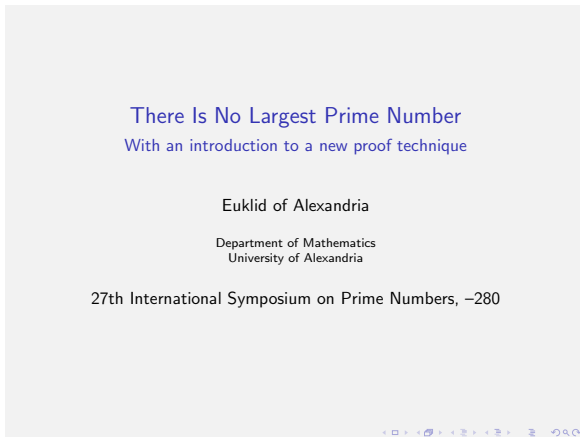 There Is No Largest Prime Number
With an introduction to a new proof technique
Euklid of Alexandria
Department of Mathematics
University of Alexandria
27th International Symposium on Prime Numbers, –280